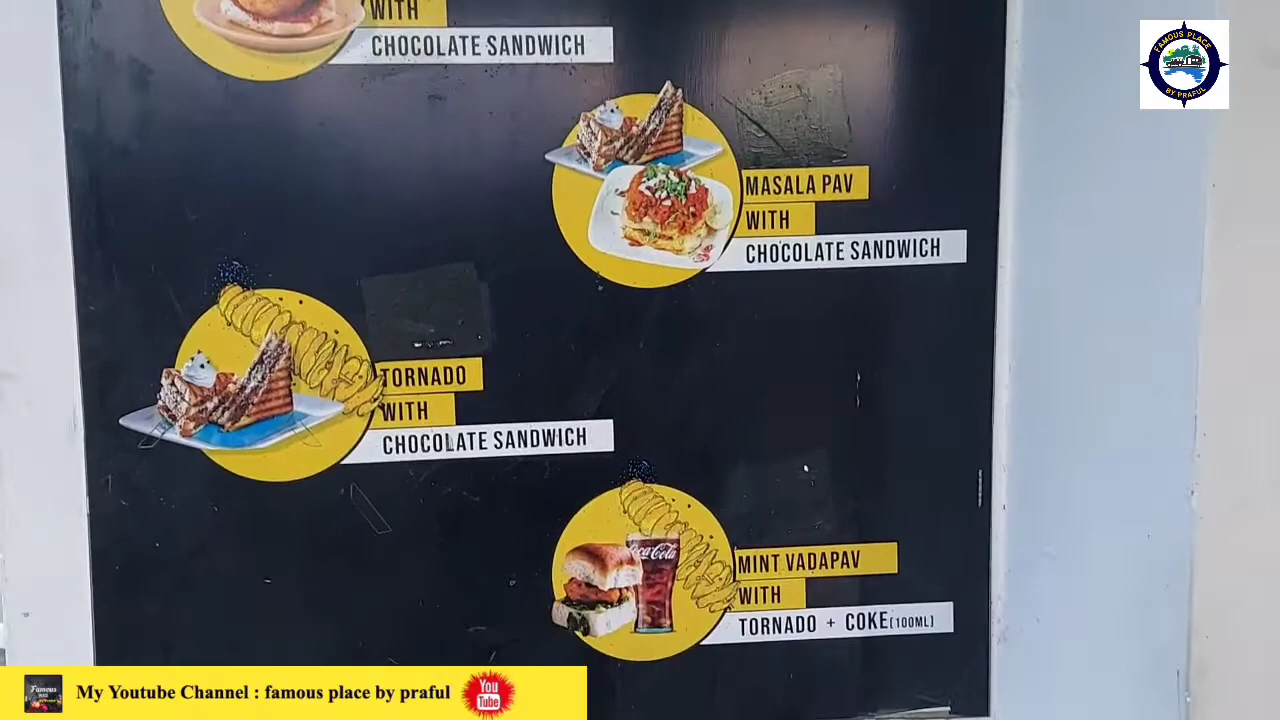 WITH
CHOCOLATE SANDWICH
FAMOUS PLACE
BY PRAFUL
MASALA PAV
WITH
CHOCOLATE SANDWICH
TORNADO
WITH
CHOCOLATE SANDWICH
Coca-Cola
MINT VADAPAV
WITH
TORNADO + COKE(100ML)
Famous
My Youtube Channel : famous place by praful
You
Tube